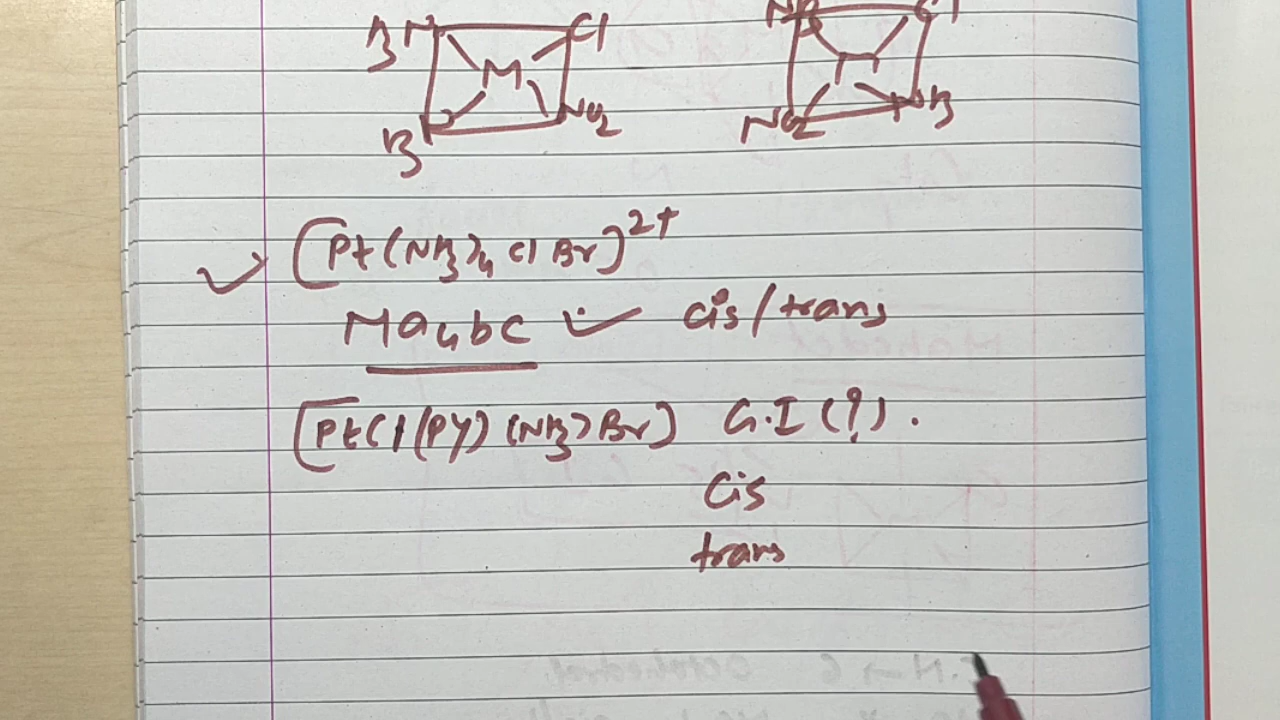 H3N Cl NH3 Cl
M M
H3N NO2 NO2 NH3
[Pt(NH3)4 Cl Br]2+
Ma4bc cis/trans
[PtCl(Py)(NH3)Br] G.I(?).
Cis
trans